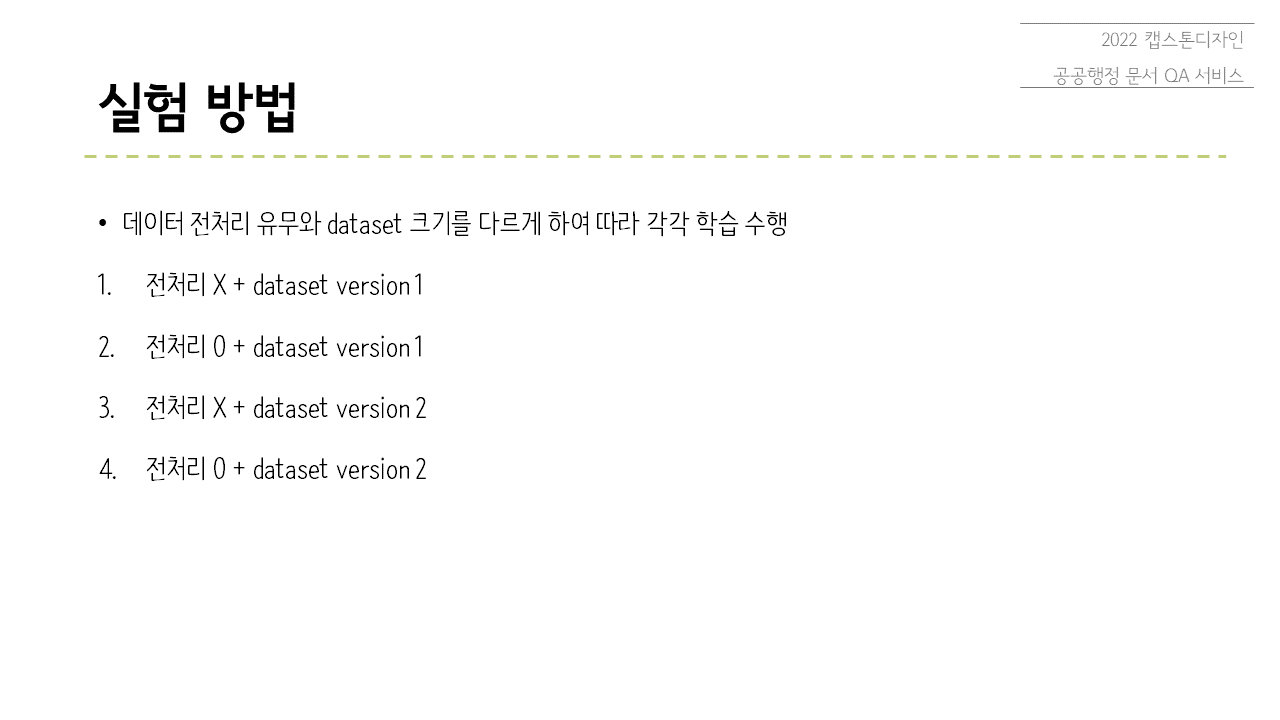 2022 캡스톤디자인
공공행정 문서 QA 서비스
실험 방법
• 데이터 전처리 유무와 dataset 크기를 다르게 하여 따라 각각 학습 수행
1. 전처리 X + dataset version 1
2. 전처리 O + dataset version 1
3. 전처리 X + dataset version 2
4. 전처리 O + dataset version 2